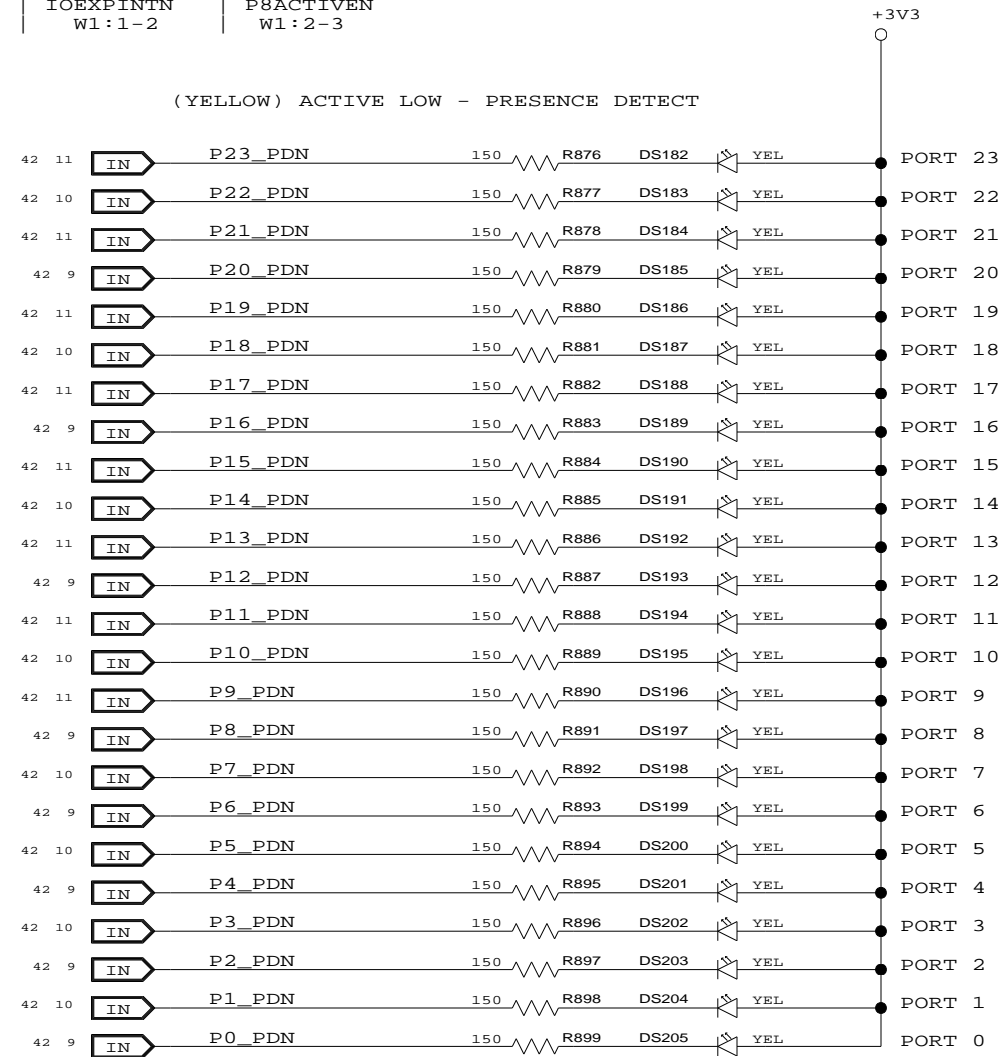 IOEXPINTN P8ACTIVEN
W1:1-2 W1:2-3
+3V3
(YELLOW) ACTIVE LOW - PRESENCE DETECT
42 11 IN P23_PDN 150 R876 DS182 YEL PORT 23
42 10 IN P22_PDN 150 R877 DS183 YEL PORT 22
42 11 IN P21_PDN 150 R878 DS184 YEL PORT 21
42 9 IN P20_PDN 150 R879 DS185 YEL PORT 20
42 11 IN P19_PDN 150 R880 DS186 YEL PORT 19
42 10 IN P18_PDN 150 R881 DS187 YEL PORT 18
42 11 IN P17_PDN 150 R882 DS188 YEL PORT 17
42 9 IN P16_PDN 150 R883 DS189 YEL PORT 16
42 11 IN P15_PDN 150 R884 DS190 YEL PORT 15
42 10 IN P14_PDN 150 R885 DS191 YEL PORT 14
42 11 IN P13_PDN 150 R886 DS192 YEL PORT 13
42 9 IN P12_PDN 150 R887 DS193 YEL PORT 12
42 11 IN P11_PDN 150 R888 DS194 YEL PORT 11
42 10 IN P10_PDN 150 R889 DS195 YEL PORT 10
42 11 IN P9_PDN 150 R890 DS196 YEL PORT 9
42 9 IN P8_PDN 150 R891 DS197 YEL PORT 8
42 10 IN P7_PDN 150 R892 DS198 YEL PORT 7
42 9 IN P6_PDN 150 R893 DS199 YEL PORT 6
42 10 IN P5_PDN 150 R894 DS200 YEL PORT 5
42 9 IN P4_PDN 150 R895 DS201 YEL PORT 4
42 10 IN P3_PDN 150 R896 DS202 YEL PORT 3
42 9 IN P2_PDN 150 R897 DS203 YEL PORT 2
42 10 IN P1_PDN 150 R898 DS204 YEL PORT 1
42 9 IN P0_PDN 150 R899 DS205 YEL PORT 0